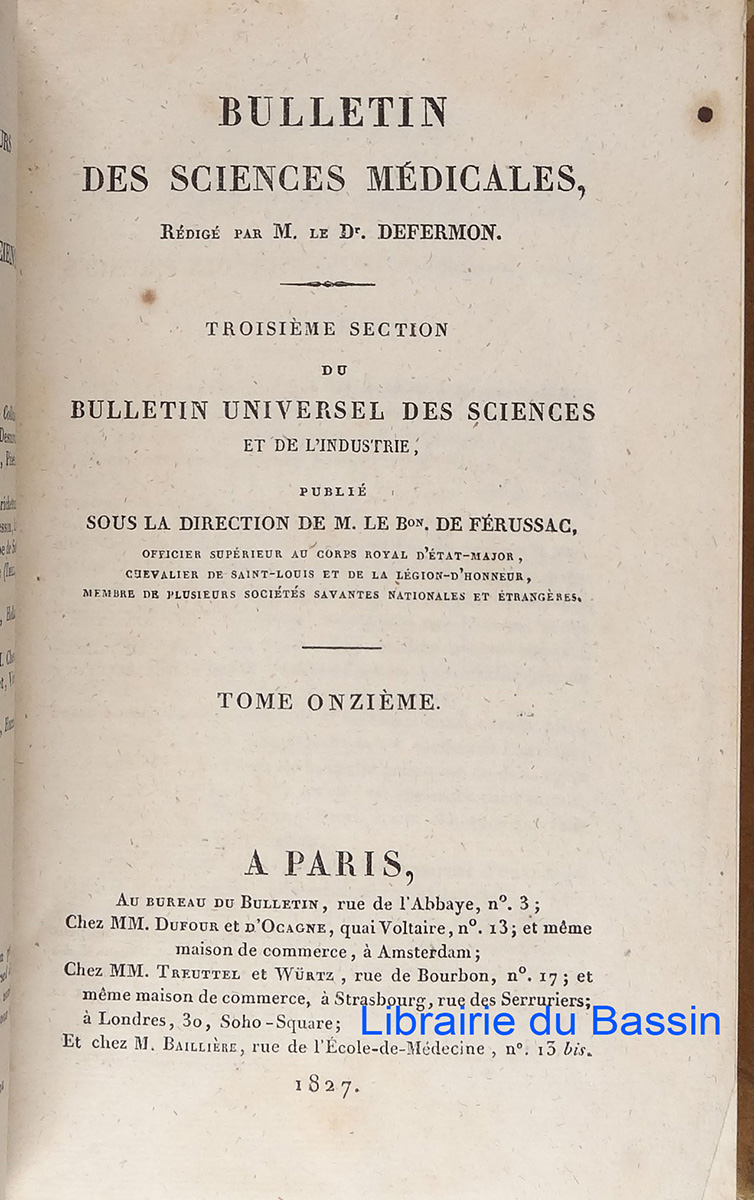 BULLETIN
DES SCIENCES MÉDICALES,
RÉDIGÉ PAR M. LE Dr. DEFERMON.
TROISIÈME SECTION
DU
BULLETIN UNIVERSEL DES SCIENCES
ET DE L'INDUSTRIE,
PUBLIÉ
SOUS LA DIRECTION DE M. LE BON. DE FÉRUSSAC,
OFFICIER SUPÉRIEUR AU CORPS ROYAL D'ÉTAT-MAJOR,
CHEVALIER DE SAINT-LOUIS ET DE LA LÉGION-D'HONNEUR,
MEMBRE DE PLUSIEURS SOCIÉTÉS SAVANTES NATIONALES ET ÉTRANGÈRES.
TOME ONZIÈME.
A PARIS,
AU BUREAU DU BULLETIN, rue de l'Abbaye, n°. 3;
Chez MM. DUFOUR et D'OCAGNE, quai Voltaire, n°. 13; et même
maison de commerce, à Amsterdam;
Chez MM. TREUTTEL et WÜRTZ, rue de Bourbon, n°. 17; et
même maison de commerce, à Strasbourg, rue des Serruriers;
à Londres, 30, Soho-Square;
Librairie du Bassin
Et chez M. BAILLIÈRE, rue de l'École-de-Médecine, n°. 13 bis.
1827.